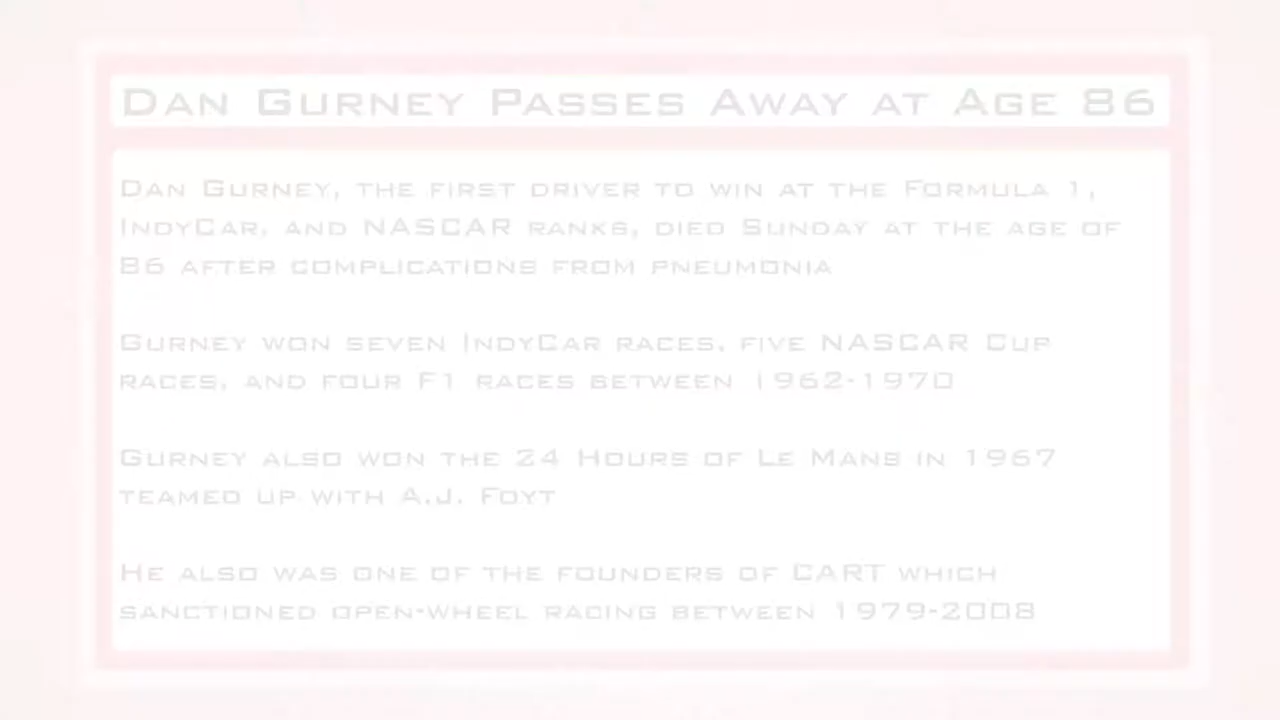 Dan Gurney Passes Away at Age 86
Dan Gurney, the first driver to win at the Formula 1,
IndyCar, and NASCAR ranks, died Sunday at the age of
86 after complications from pneumonia
Gurney won seven IndyCar races, five NASCAR Cup
races, and four F1 races between 1962-1970
Gurney also won the 24 Hours of Le Mans in 1967
teamed up with A.J. Foyt
He also was one of the founders of CART which
sanctioned open-wheel racing between 1979-2008